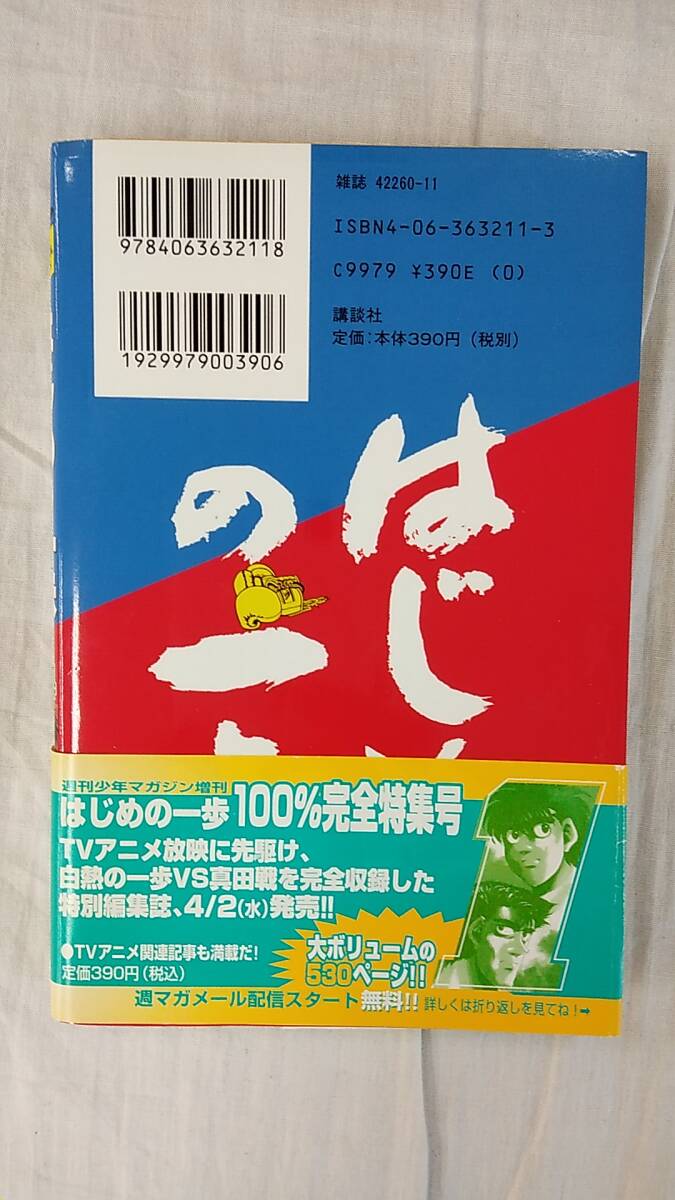 9784063632118
1929979003906
雑誌 42260-11
ISBN4-06-363211-3
C9979 ¥390E (0)
講談社
定価:本体390円(税別)
はじ
の一
週刊少年マガジン増刊
はじめの一歩100%完全特集号
TVアニメ放映に先駆け、
白熱の一歩VS真田戦を完全収録した
特別編集誌、4/2(水)発売!!
●TVアニメ関連記事も満載だ!
定価390円(税込)
大ボリュームの
530ページ!!
1
週マガメール配信スタート 無料!! 詳しくは折り返しを見てね!➡